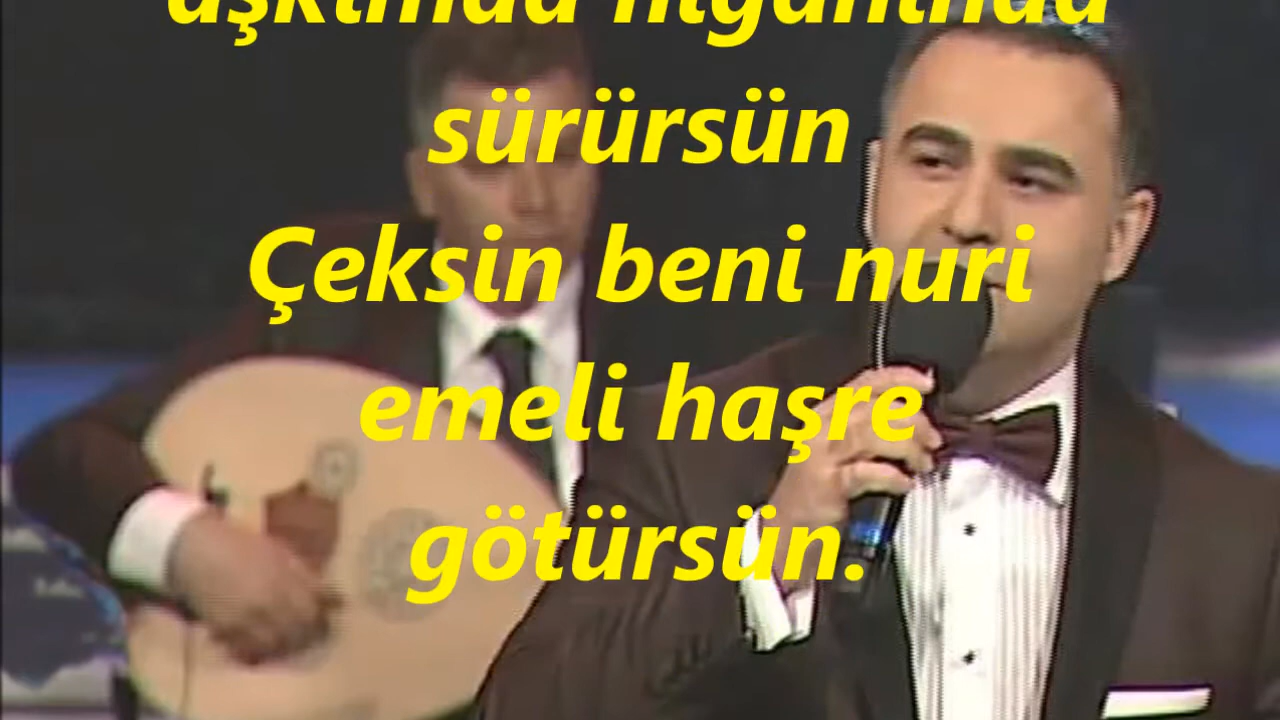 sürürsün
Çeksin beni nuri
emeli haşre
götürsün.